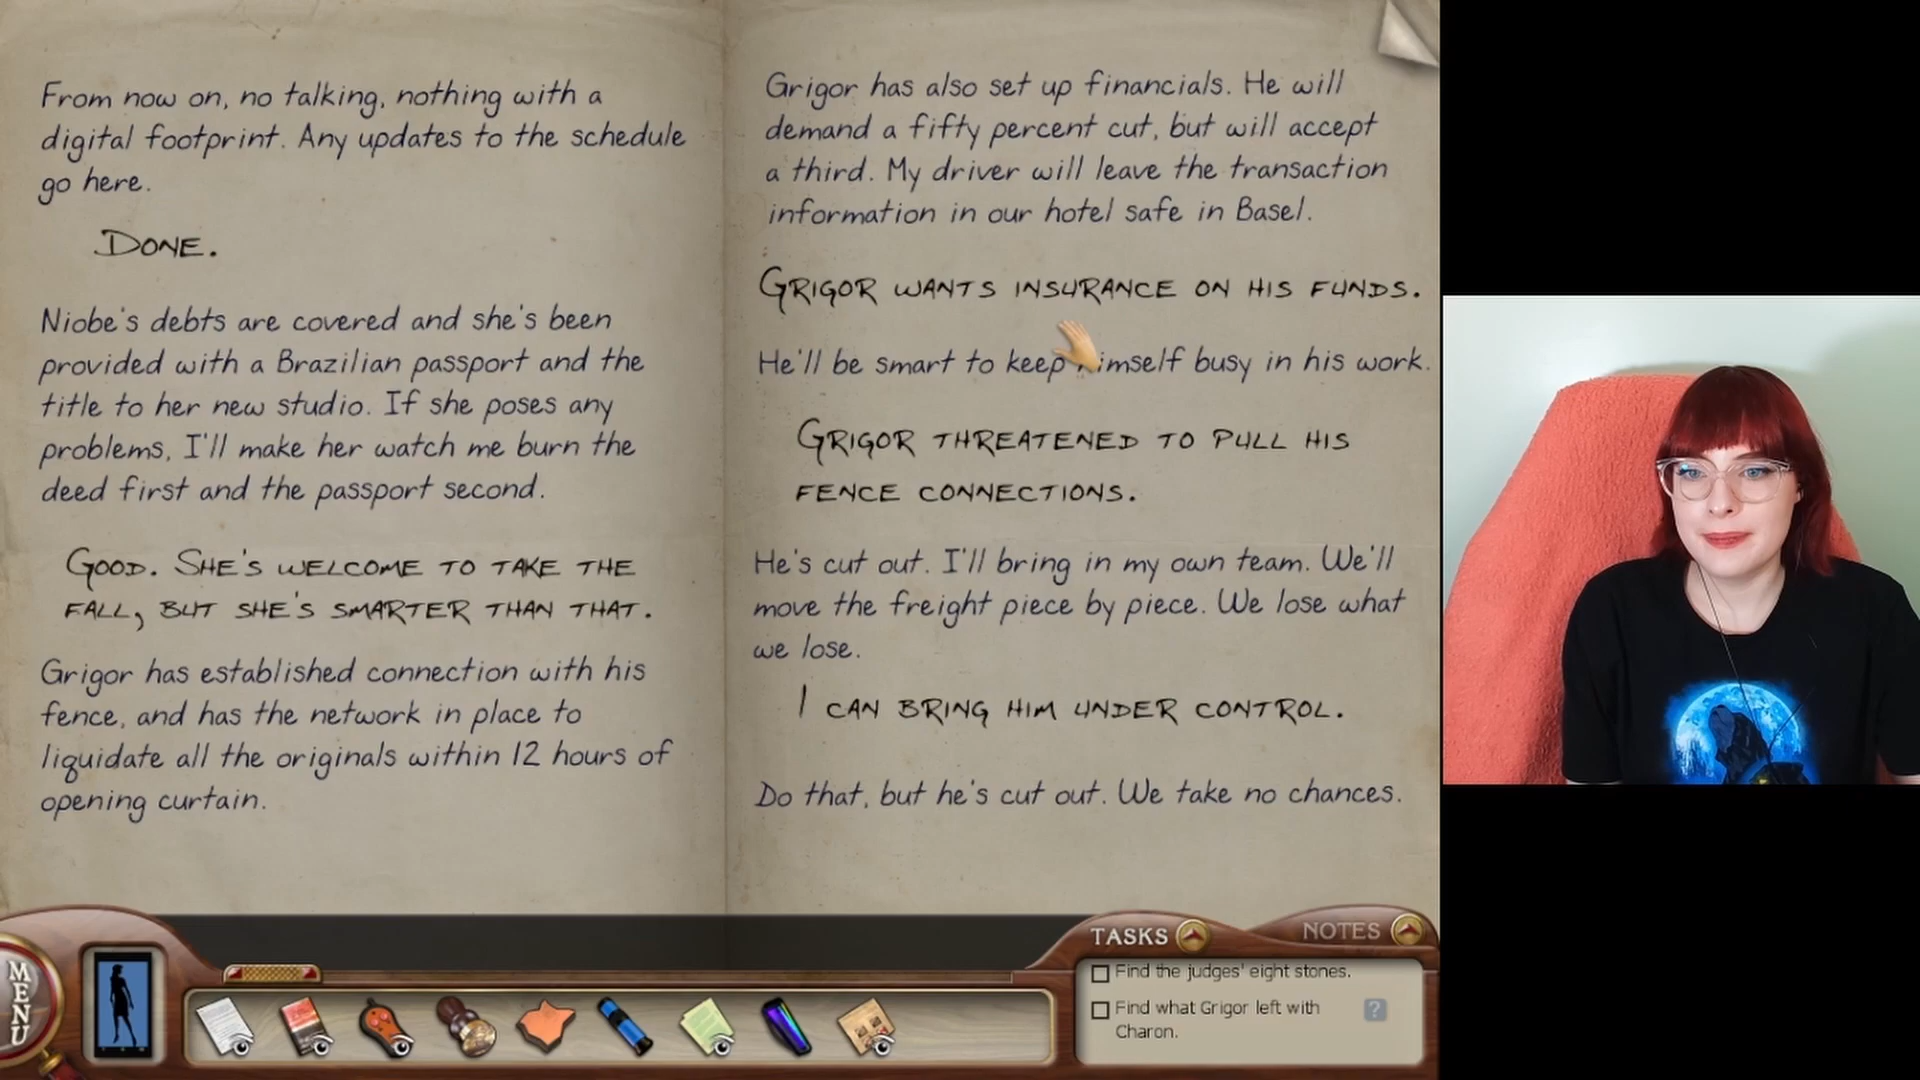 From now on, no talking, nothing with a
digital footprint. Any updates to the schedule
go here.
DONE.
Niobe's debts are covered and she's been
provided with a Brazilian passport and the
title to her new studio. If she poses any
problems, I'll make her watch me burn the
deed first and the passport second.
GOOD. SHE'S WELCOME TO TAKE THE
FALL, BUT SHE'S SMARTER THAN THAT.
Grigor has established connection with his
fence, and has the network in place to
liquidate all the originals within 12 hours of
opening curtain.
Grigor has also set up financials. He will
demand a fifty percent cut, but will accept
a third. My driver will leave the transaction
information in our hotel safe in Basel.
GRIGOR WANTS INSURANCE ON HIS FUNDS.
He'll be smart to keep himself busy in his work.
GRIGOR THREATENED TO PULL HIS
FENCE CONNECTIONS.
He's cut out. I'll bring in my own team. We'll
move the freight piece by piece. We lose what
we lose.
I CAN BRING HIM UNDER CONTROL.
Do that, but he's cut out. We take no chances.
MENU
TASKS
NOTES
Find the judges' eight stones.
Find what Grigor left with
Charon.
?